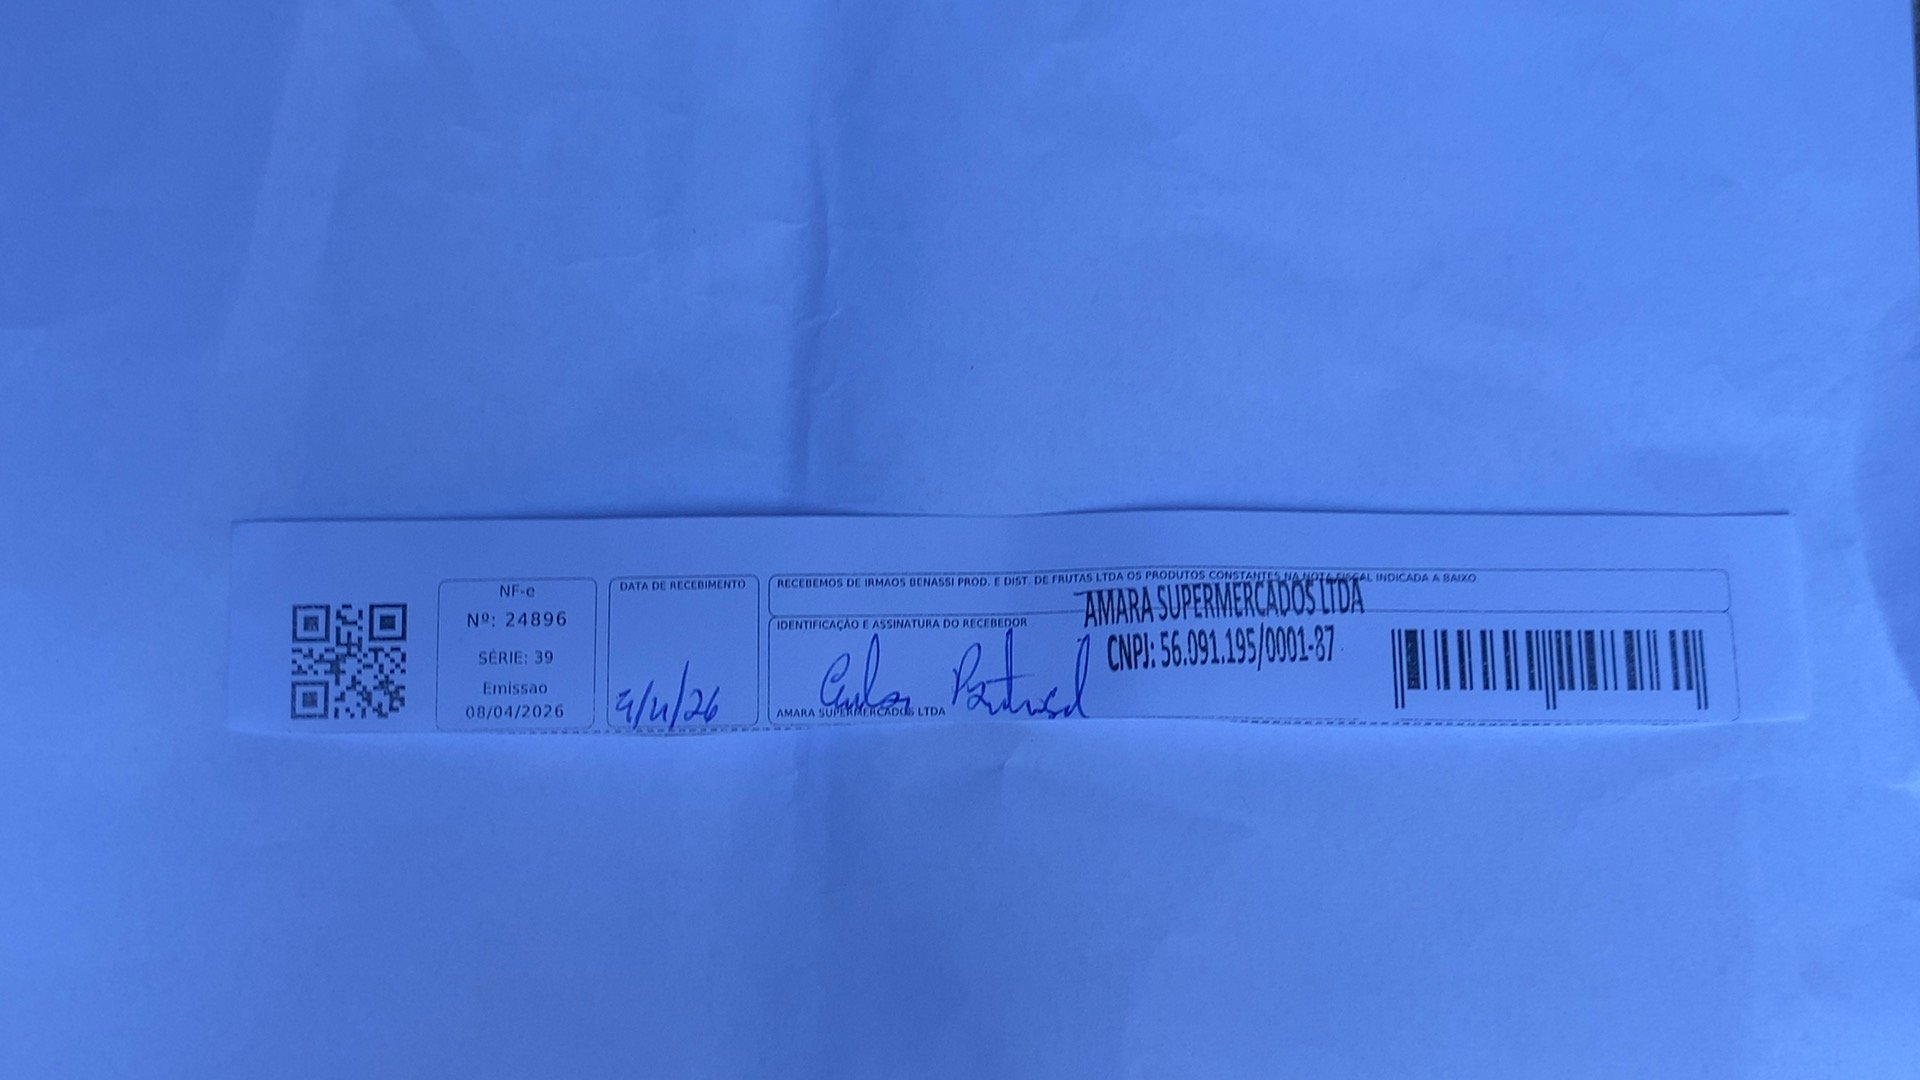 NF-e
Nº: 24896
SÉRIE: 39
Emissao
08/04/2026
DATA DE RECEBIMENTO
9/4/26
RECEBEMOS DE IRMAOS BENASSI PROD. E DIST. DE FRUTAS LTDA OS PRODUTOS CONSTANTES NA NOTA FISCAL INDICADA A BAIXO
IDENTIFICAÇÃO E ASSINATURA DO RECEBEDOR
AMARA SUPERMERCADOS LTDA
CNPJ: 56.091.195/0001-87
Carlos Portugal
AMARA SUPERMERCADOS LTDA